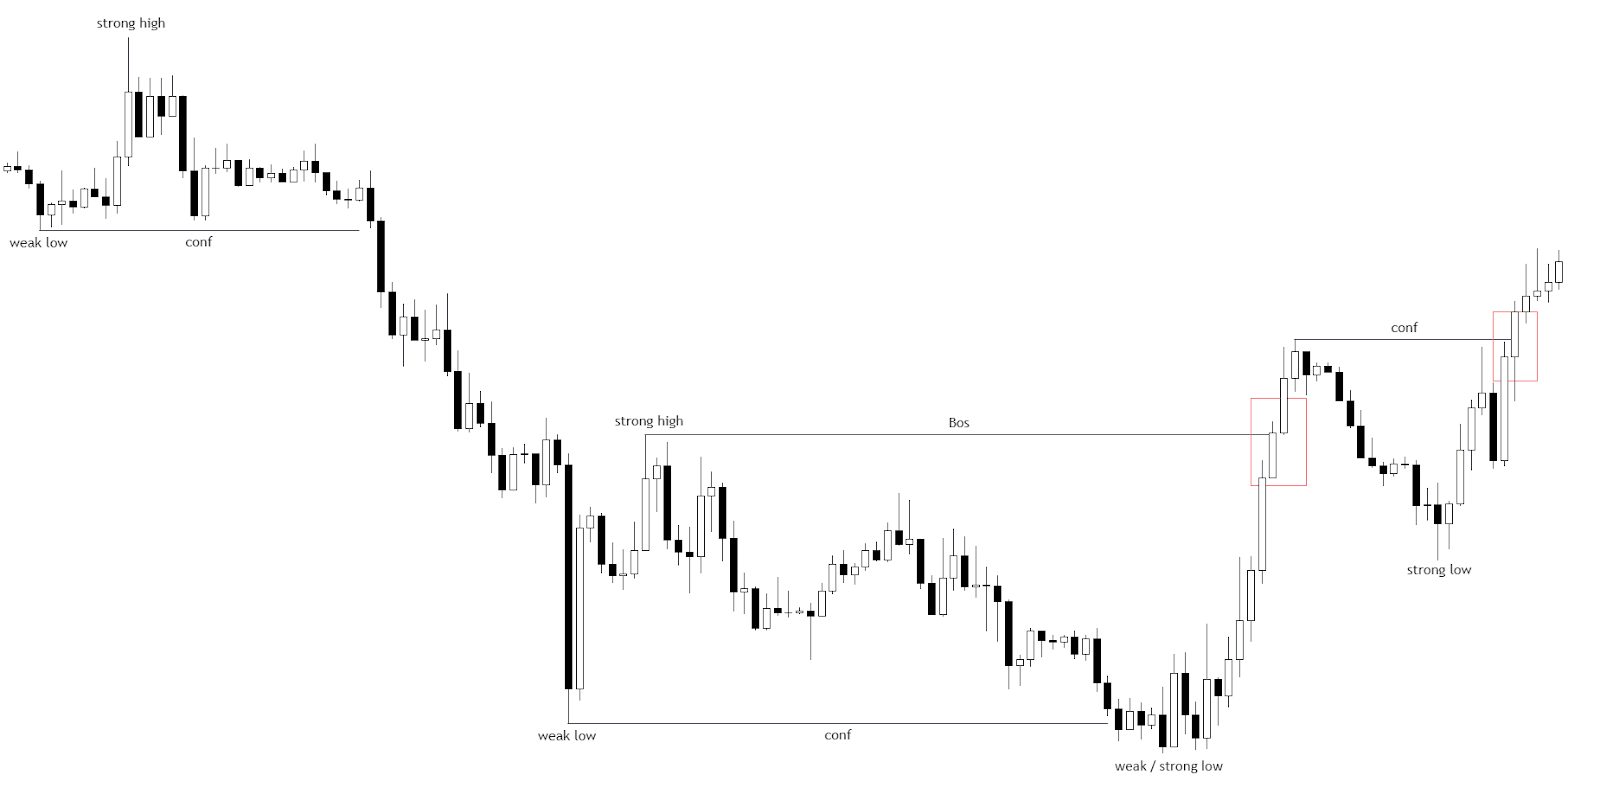 strong high
weak low
conf
conf
strong high
Bos
strong low
weak low
conf
weak / strong low